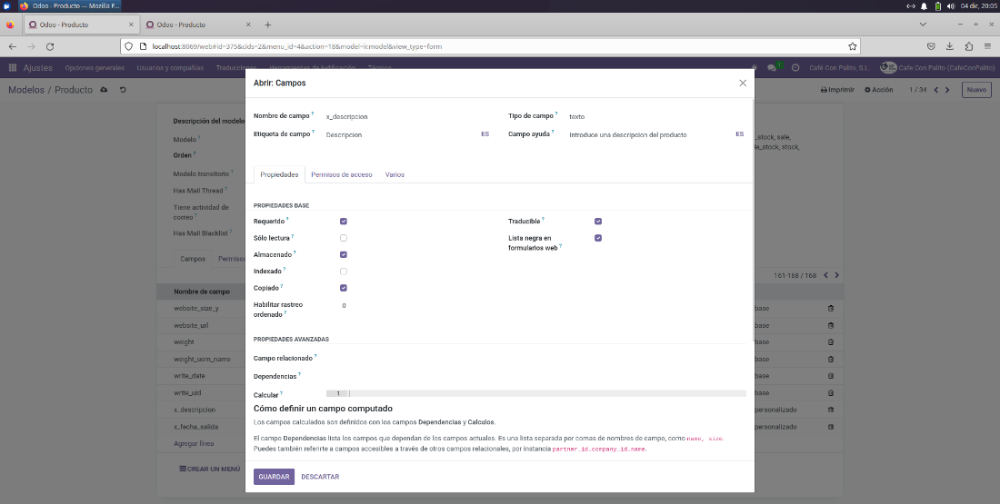 Odoo - Producto — Mozilla F...
04 dic, 20:05
Odoo - Producto
Odoo - Producto
localhost:8069/web#id=375&cids=2&menu_id=4&action=18&model=ir.model&view_type=form
Ajustes Opciones generales Usuarios y compañías Traducciones Herramientas de gamificación Técnico 1 Café Con Palito, S.L. Cafe Con Palito (CafeConPalito)
Modelos / Producto Imprimir Acción 1 / 34 Nuevo
Abrir: Campos
Descripción del modelo
Modelo ?
Orden ?
Modelo transitorio ?
Has Mail Thread ?
Tiene actividad de correo ?
Has Mail Blacklist ?
_stock, sale,
le_stock, stock,
Nombre de campo ? x_descripcion
Tipo de campo ? texto
Etiqueta de campo ? Descripcion ES
Campo ayuda ? Introduce una descripcion del producto ES
Propiedades Permisos de acceso Varios
PROPIEDADES BASE
Requerido ?
Sólo lectura ?
Almacenado ?
Indexado ?
Copiado ?
Habilitar rastreo
ordenado ? 0
Traducible ?
Lista negra en
formularios web ?
PROPIEDADES AVANZADAS
Campo relacionado ?
Dependencias ?
Calcular ? 1
Cómo definir un campo computado
Los campos calculados son definidos con los campos Dependencias y Calculos.
El campo Dependencias lista los campos que dependan de los campos actuales. Es una lista separada por comas de nombres de campo, como name, size.
Puedes también referirte a campos accesibles a través de otros campos relacionales, por instancia partner_id.company_id.name.
GUARDAR DESCARTAR
Campos Permisos
161-168 / 168
Nombre de campo
website_size_y base
website_url base
weight base
weight_uom_name base
write_date base
write_uid base
x_descripcion personalizado
x_fecha_salida personalizado
Agregar línea
CREAR UN MENÚ